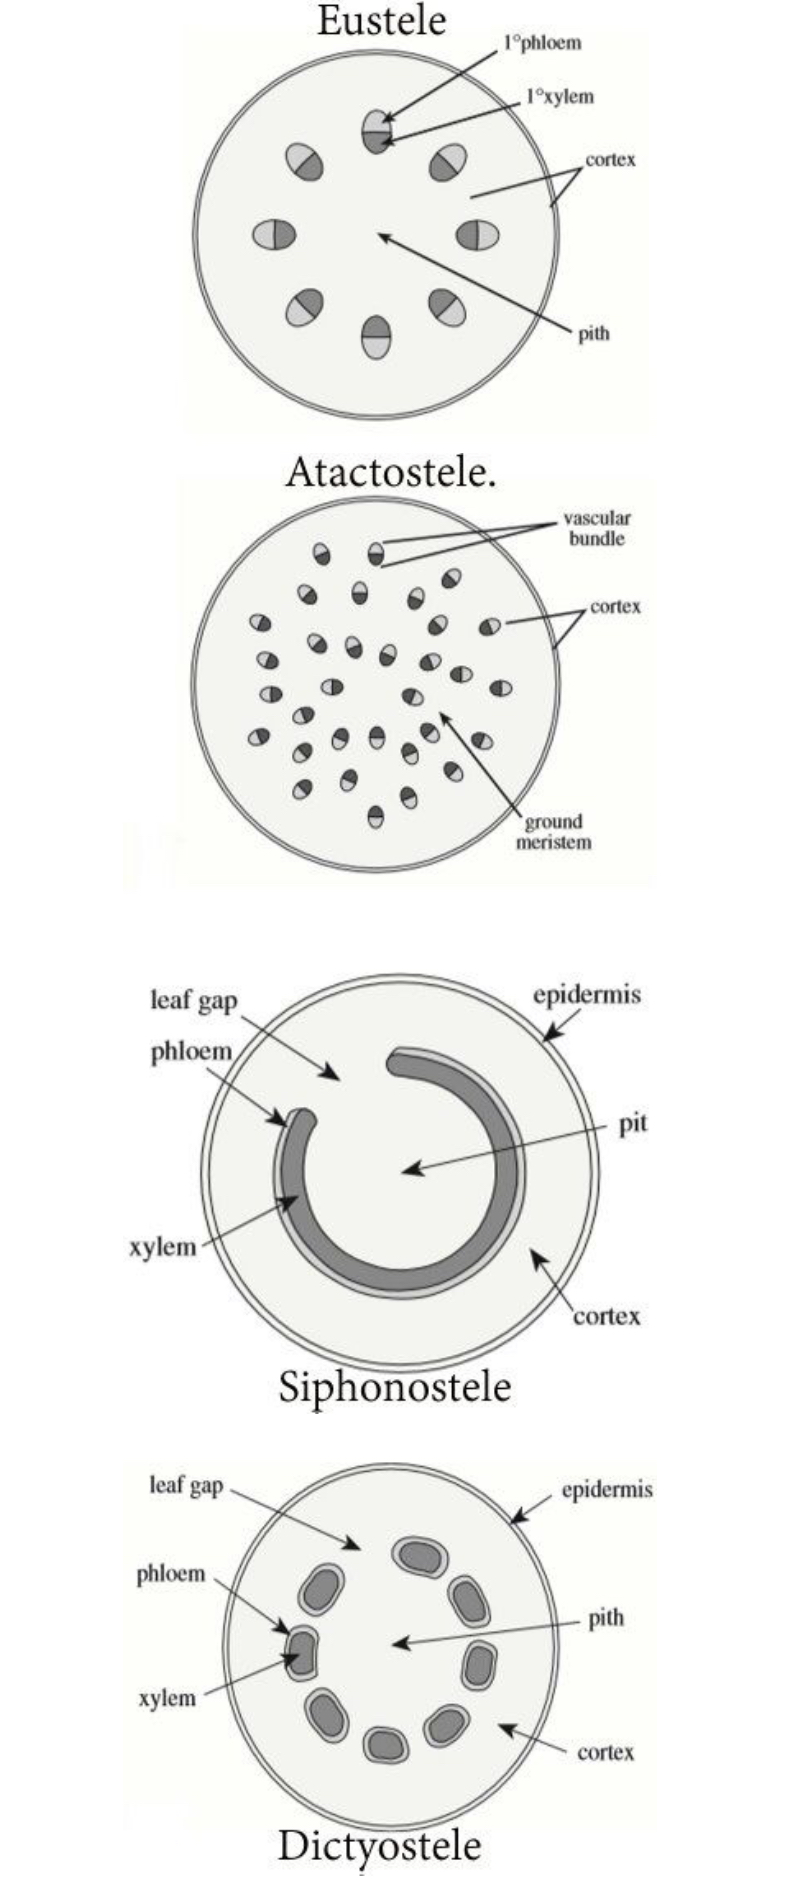 Eustele
1°phloem
1°xylem
cortex
pith
Atactostele.
vascular
bundle
cortex
ground
meristem
leaf gap
epidermis
phloem
pit
xylem
cortex
Siphonostele
leaf gap
epidermis
phloem
pith
xylem
cortex
Dictyostele